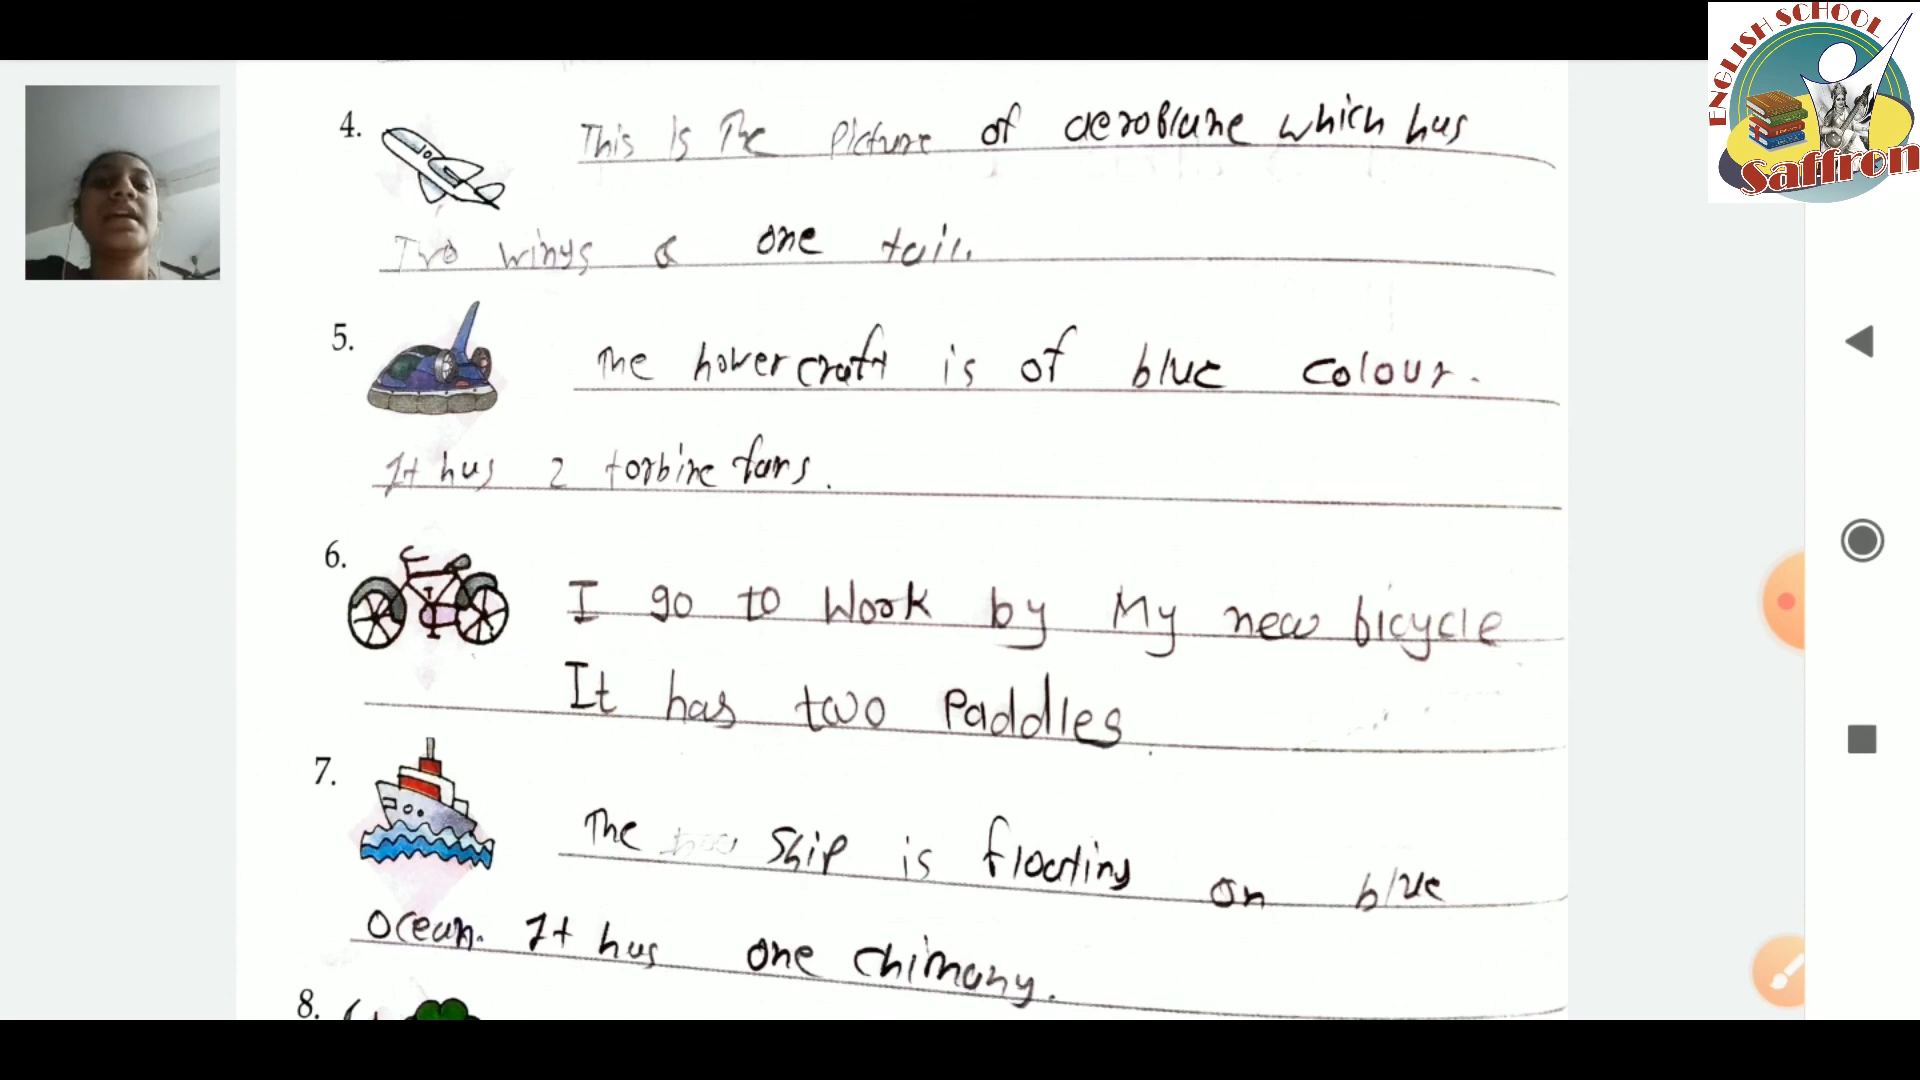 ENGLISH SCHOOL
Saffron
4. This is The Picture of aeroblane which has
Two wings & one tail.
5. The hovercraft is of blue colour.
It has 2 torbine fans.
6. I go to Work by My new bicycle
It has two Paddles
7. The Ship is floating on blue
Ocean. It has one chimany.
8.